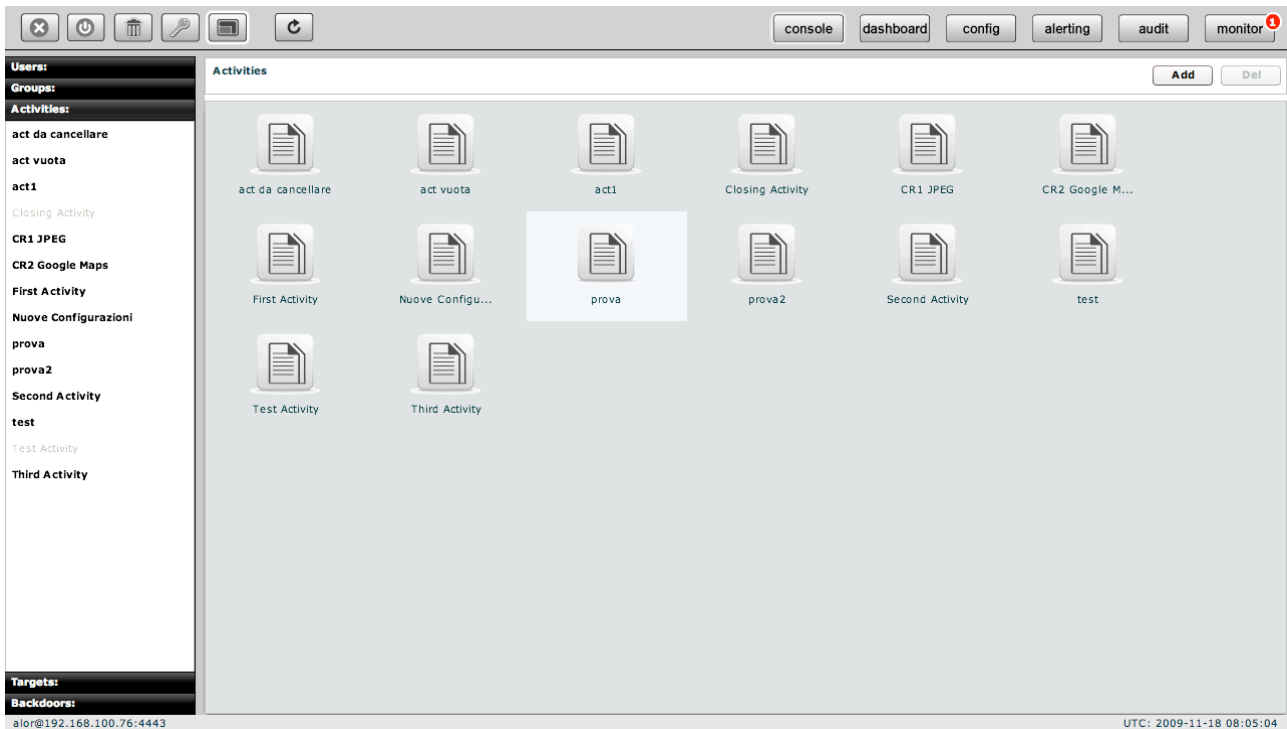 console dashboard config alerting audit monitor 1
Users:
Groups:
Activities:
act da cancellare
act vuota
act1
Closing Activity
CR1 JPEG
CR2 Google Maps
First Activity
Nuove Configurazioni
prova
prova2
Second Activity
test
Test Activity
Third Activity
Targets:
Backdoors:
Activities Add Del
act da cancellare act vuota act1 Closing Activity CR1 JPEG CR2 Google M...
First Activity Nuove Configu... prova prova2 Second Activity test
Test Activity Third Activity
alor@192.168.100.76:4443 UTC: 2009-11-18 08:05:04